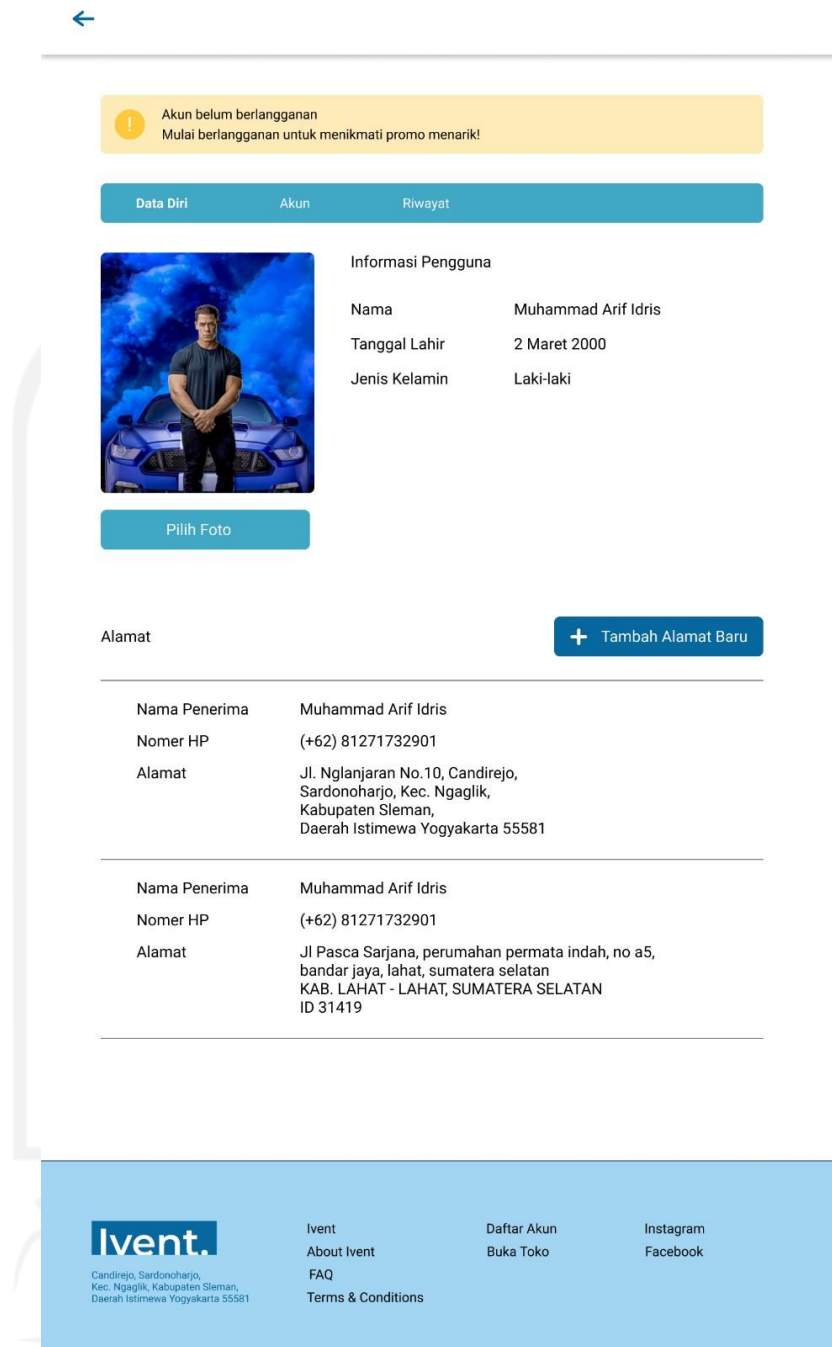 Akun belum berlangganan
Mulai berlangganan untuk menikmati promo menarik!
Data Diri Akun Riwayat
Informasi Pengguna
Nama Muhammad Arif Idris
Tanggal Lahir 2 Maret 2000
Jenis Kelamin Laki-laki
Pilih Foto
Alamat + Tambah Alamat Baru
Nama Penerima Muhammad Arif Idris
Nomer HP (+62) 81271732901
Alamat Jl. Nglanjaran No.10, Candirejo,
Sardonoharjo, Kec. Ngaglik,
Kabupaten Sleman,
Daerah Istimewa Yogyakarta 55581
Nama Penerima Muhammad Arif Idris
Nomer HP (+62) 81271732901
Alamat Jl Pasca Sarjana, perumahan permata indah, no a5,
bandar jaya, lahat, sumatera selatan
KAB. LAHAT - LAHAT, SUMATERA SELATAN
ID 31419
Ivent.
Candirejo, Sardonoharjo,
Kec. Ngaglik, Kabupaten Sleman,
Daerah Istimewa Yogyakarta 55581
Ivent
About Ivent
FAQ
Terms & Conditions
Daftar Akun
Buka Toko
Instagram
Facebook